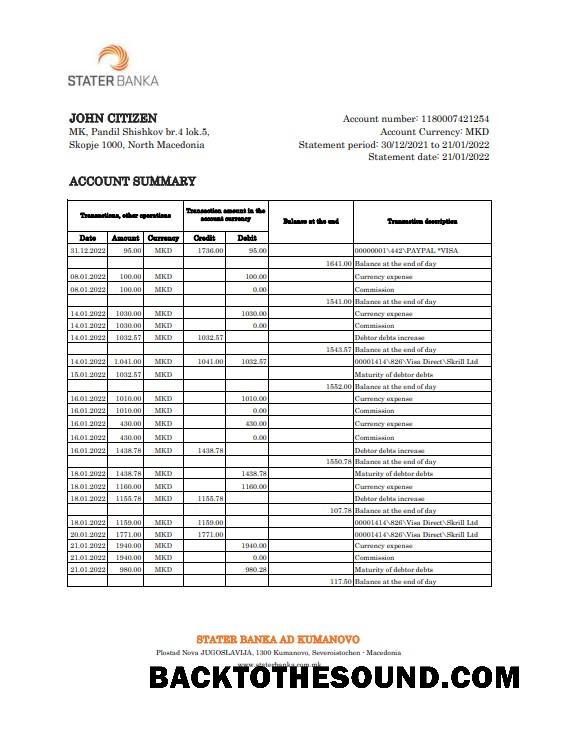 STATER BANKA
JOHN CITIZEN
MK, Pandil Shishkov br.4 lok.5,
Skopje 1000, North Macedonia
Account number: 1180007421254
Account Currency: MKD
Statement period: 30/12/2021 to 21/01/2022
Statement date: 21/01/2022
ACCOUNT SUMMARY
Transactions, other operations Transaction amount in the account currency Balance at the end Transaction description
Date Amount Currency Credit Debit
31.12.2022 95.00 MKD 1736.00 95.00 00000001\442\PAYPAL *VISA
1641.00 Balance at the end of day
08.01.2022 100.00 MKD 100.00 Currency expense
08.01.2022 100.00 MKD 0.00 Commission
1541.00 Balance at the end of day
14.01.2022 1030.00 MKD 1030.00 Currency expense
14.01.2022 1030.00 MKD 0.00 Commission
14.01.2022 1032.57 MKD 1032.57 Debtor debts increase
1543.57 Balance at the end of day
14.01.2022 1.041.00 MKD 1041.00 1032.57 00001414\826\Visa Direct\Skrill Ltd
15.01.2022 1032.57 MKD Maturity of debtor debts
1552.00 Balance at the end of day
16.01.2022 1010.00 MKD 1010.00 Currency expense
16.01.2022 1010.00 MKD 0.00 Commission
16.01.2022 430.00 MKD 430.00 Currency expense
16.01.2022 430.00 MKD 0.00 Commission
16.01.2022 1438.78 MKD 1438.78 Debtor debts increase
1550.78 Balance at the end of day
18.01.2022 1438.78 MKD 1438.78 Maturity of debtor debts
18.01.2022 1160.00 MKD 1160.00 Currency expense
18.01.2022 1155.78 MKD 1155.78 Debtor debts increase
107.78 Balance at the end of day
18.01.2022 1159.00 MKD 1159.00 00001414\826\Visa Direct\Skrill Ltd
20.01.2022 1771.00 MKD 1771.00 00001414\826\Visa Direct\Skrill Ltd
21.01.2022 1940.00 MKD 1940.00 Currency expense
21.01.2022 1940.00 MKD 0.00 Commission
21.01.2022 980.00 MKD 980.28 Maturity of debtor debts
117.50 Balance at the end of day
STATER BANKA AD KUMANOVO
Plostad Nova JUGOSLAVIJA, 1300 Kumanovo, Severoistochen - Macedonia
www.staterbanka.com.mk
BACKTOTHESOUND.COM